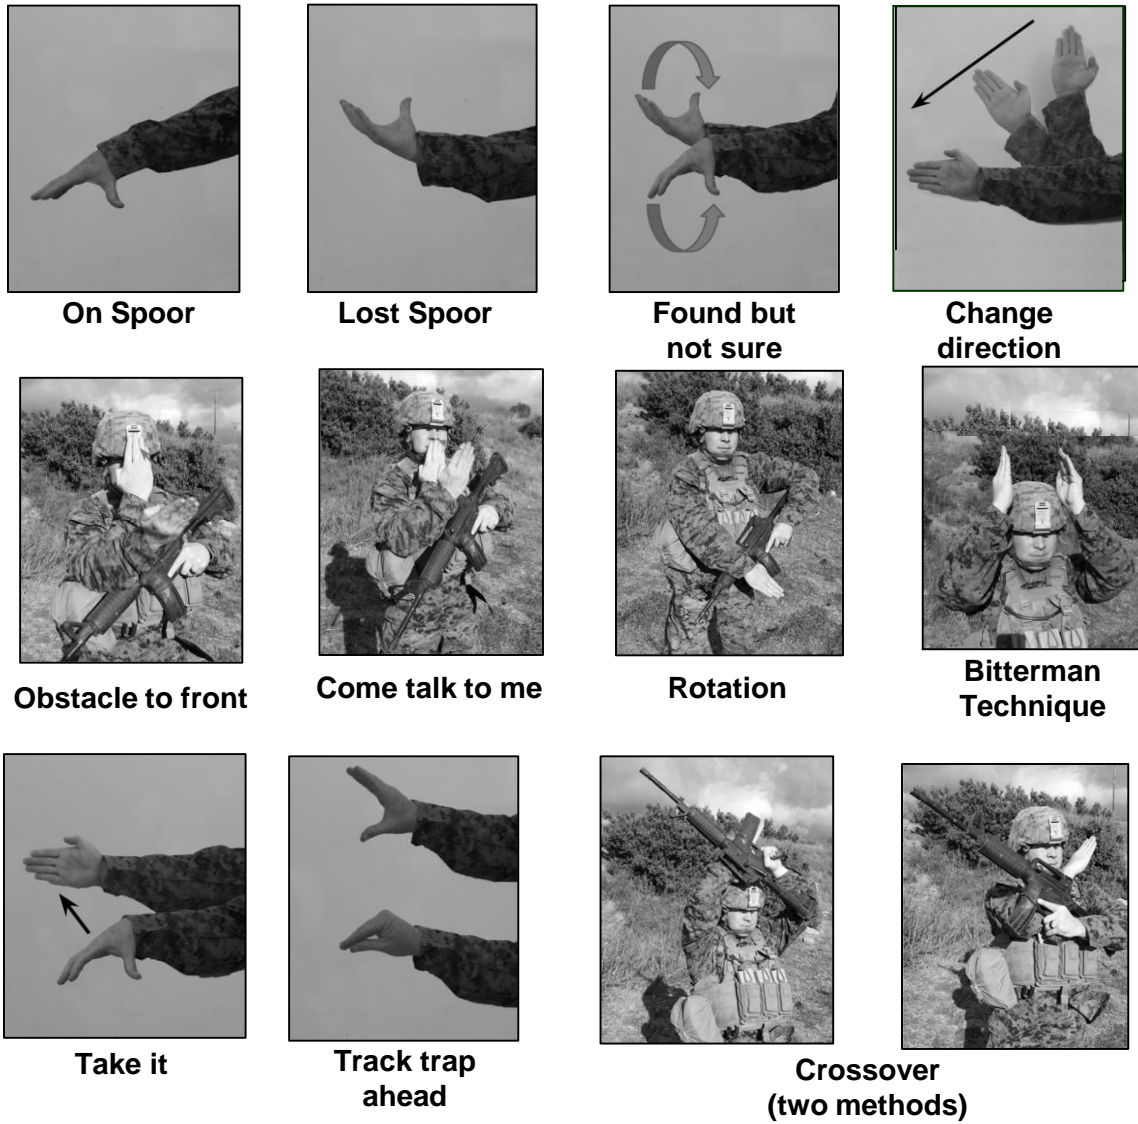 On Spoor
Lost Spoor
Found but
not sure
Change
direction
Obstacle to front
Come talk to me
Rotation
Bitterman
Technique
Take it
Track trap
ahead
Crossover
(two methods)